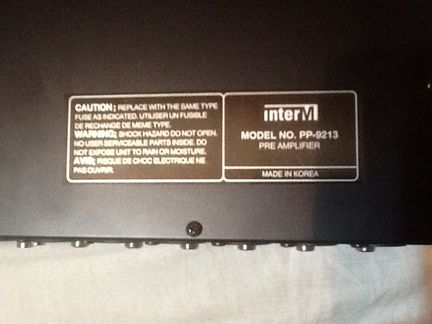 CAUTION; REPLACE WITH THE SAME TYPE
FUSE AS INDICATED. UTILISER UN FUSIBLE
DE RECHANGE DE MEME TYPE.
WARNING; SHOCK HAZARD DO NOT OPEN.
NO USER SERVICEABLE PARTS INSIDE. DO
NOT EXPOSE UNIT TO RAIN OR MOISTURE.
AVIS; RISQUE DE CHOC ELECTRIQUE NE
PAS OUVRIR.
interM
MODEL NO. PP-9213
PRE AMPLIFIER
MADE IN KOREA